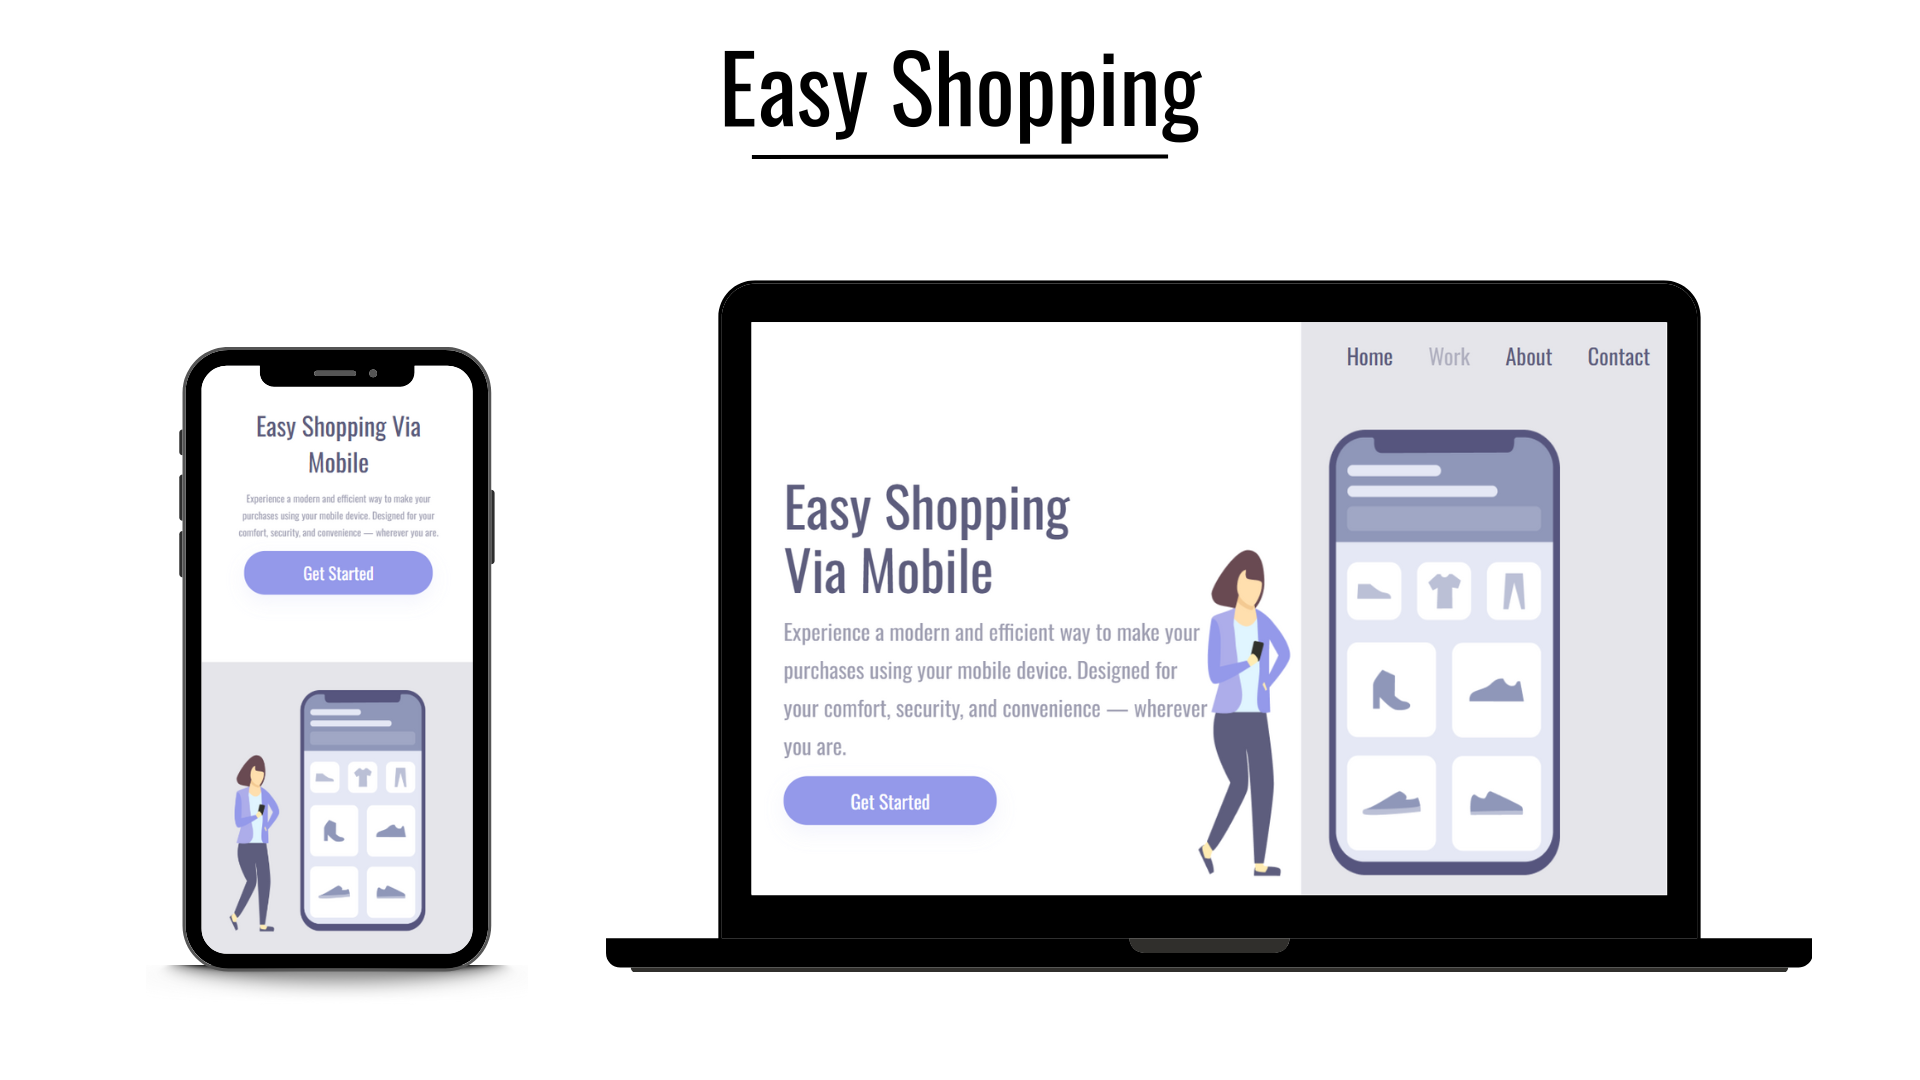 Easy Shopping
Easy Shopping Via
Mobile
Experience a modern and efficient way to make your
purchases using your mobile device. Designed for your
comfort, security, and convenience — wherever you are.
Get Started
Home Work About Contact
Easy Shopping
Via Mobile
Experience a modern and efficient way to make your
purchases using your mobile device. Designed for
your comfort, security, and convenience — wherever
you are.
Get Started